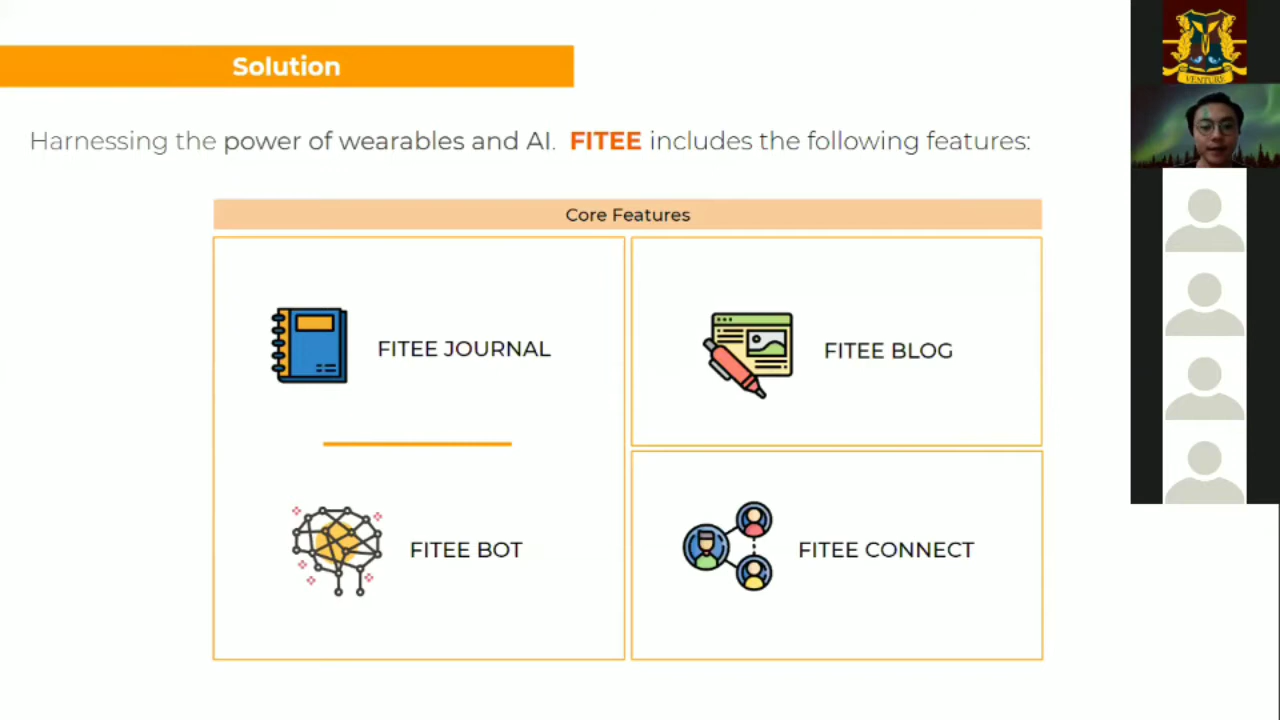 Solution
Harnessing the power of wearables and AI. FITEE includes the following features:
Core Features
FITEE JOURNAL
FITEE BLOG
FITEE BOT
FITEE CONNECT
VENTURE